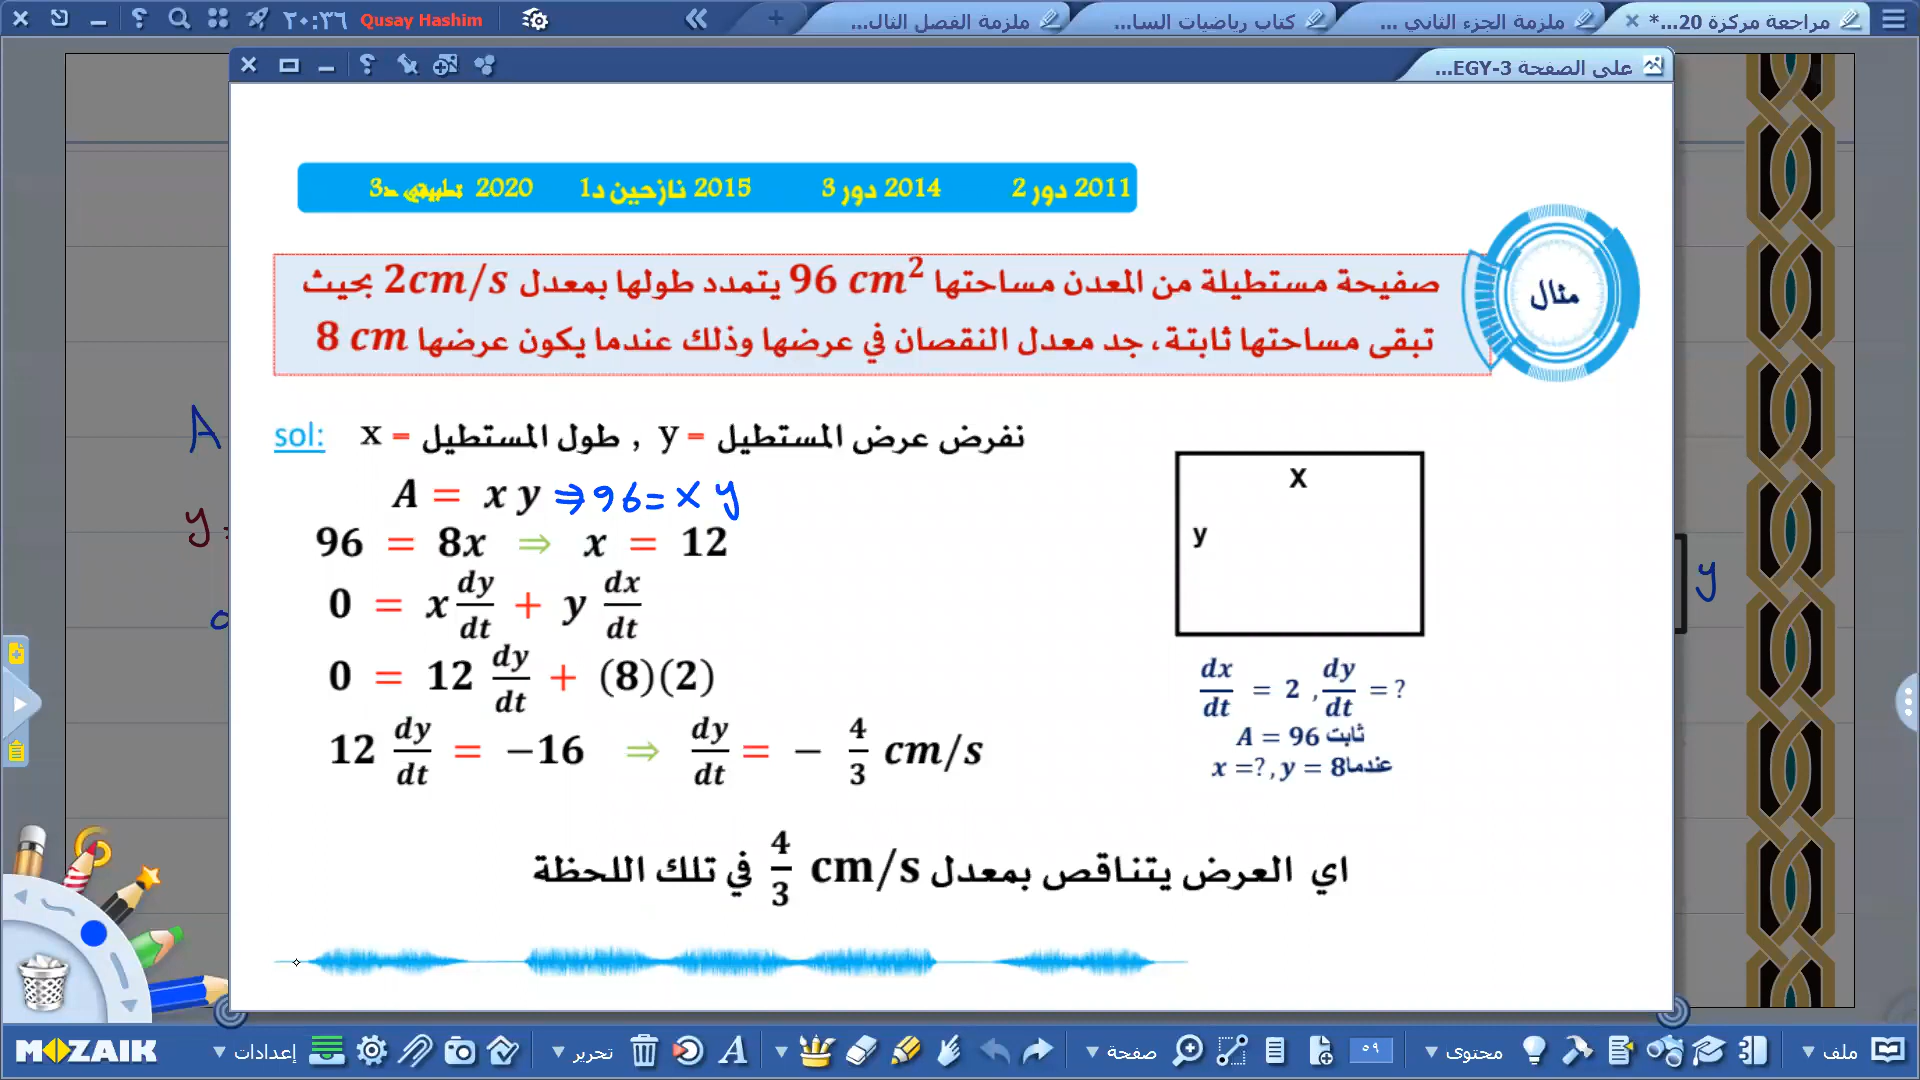 ۲۰:۳٦ Qusay Hashim
ملزمة الفصل الثال...
كتاب رياضيات السا...
ملزمة الجزء الثاني ...
مراجعة مركزة 20...*
على الصفحة EGY-3...
2011 دور 2 2014 دور 3 2015 نازحين د1 2020 تطبيقي د3
مثال
صفيحة مستطيلة من المعدن مساحتها 96 cm² يتمدد طولها بمعدل 2cm/s بحيث
تبقى مساحتها ثابتة، جد معدل النقصان في عرضها وذلك عندما يكون عرضها 8 cm
sol: نفرض عرض المستطيل = y , طول المستطيل = x
A = x y ⇒ 96 = x y
96 = 8x ⇒ x = 12
0 = x dy/dt + y dx/dt
0 = 12 dy/dt + (8)(2)
12 dy/dt = −16 ⇒ dy/dt = − 4/3 cm/s
x
y
dx/dt = 2 , dy/dt = ?
A = 96 ثابت
x =? , y = 8 عندما
اي العرض يتناقص بمعدل 4/3 cm/s في تلك اللحظة
A
y=
y
MOZAIK
إعدادات
تحرير
A
صفحة
٥٩
محتوى
ملف